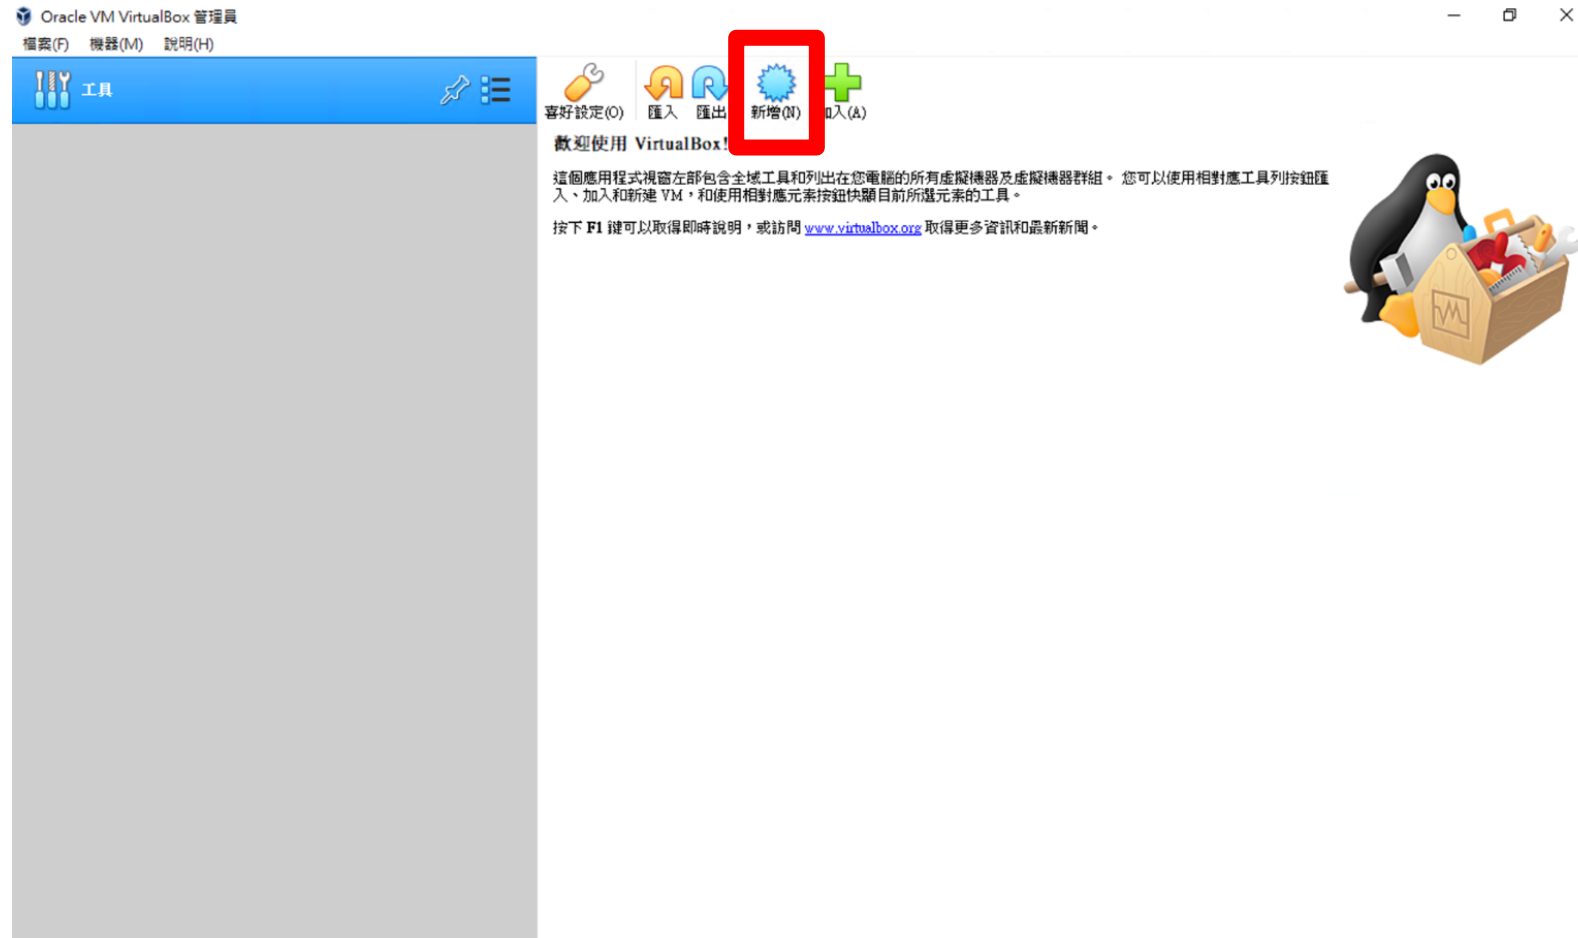 Oracle VM VirtualBox 管理員
檔案(F) 機器(M) 說明(H)
工具
喜好設定(O) 匯入 匯出 新增(N) 加入(A)
歡迎使用 VirtualBox!
這個應用程式視窗左部包含全域工具和列出在您電腦的所有虛擬機器及虛擬機器群組。 您可以使用相對應工具列按鈕匯
入、加入和新建 VM，和使用相對應元素按鈕快顯目前所選元素的工具。
按下 F1 鍵可以取得即時說明，或訪問 www.virtualbox.org 取得更多資訊和最新新聞。